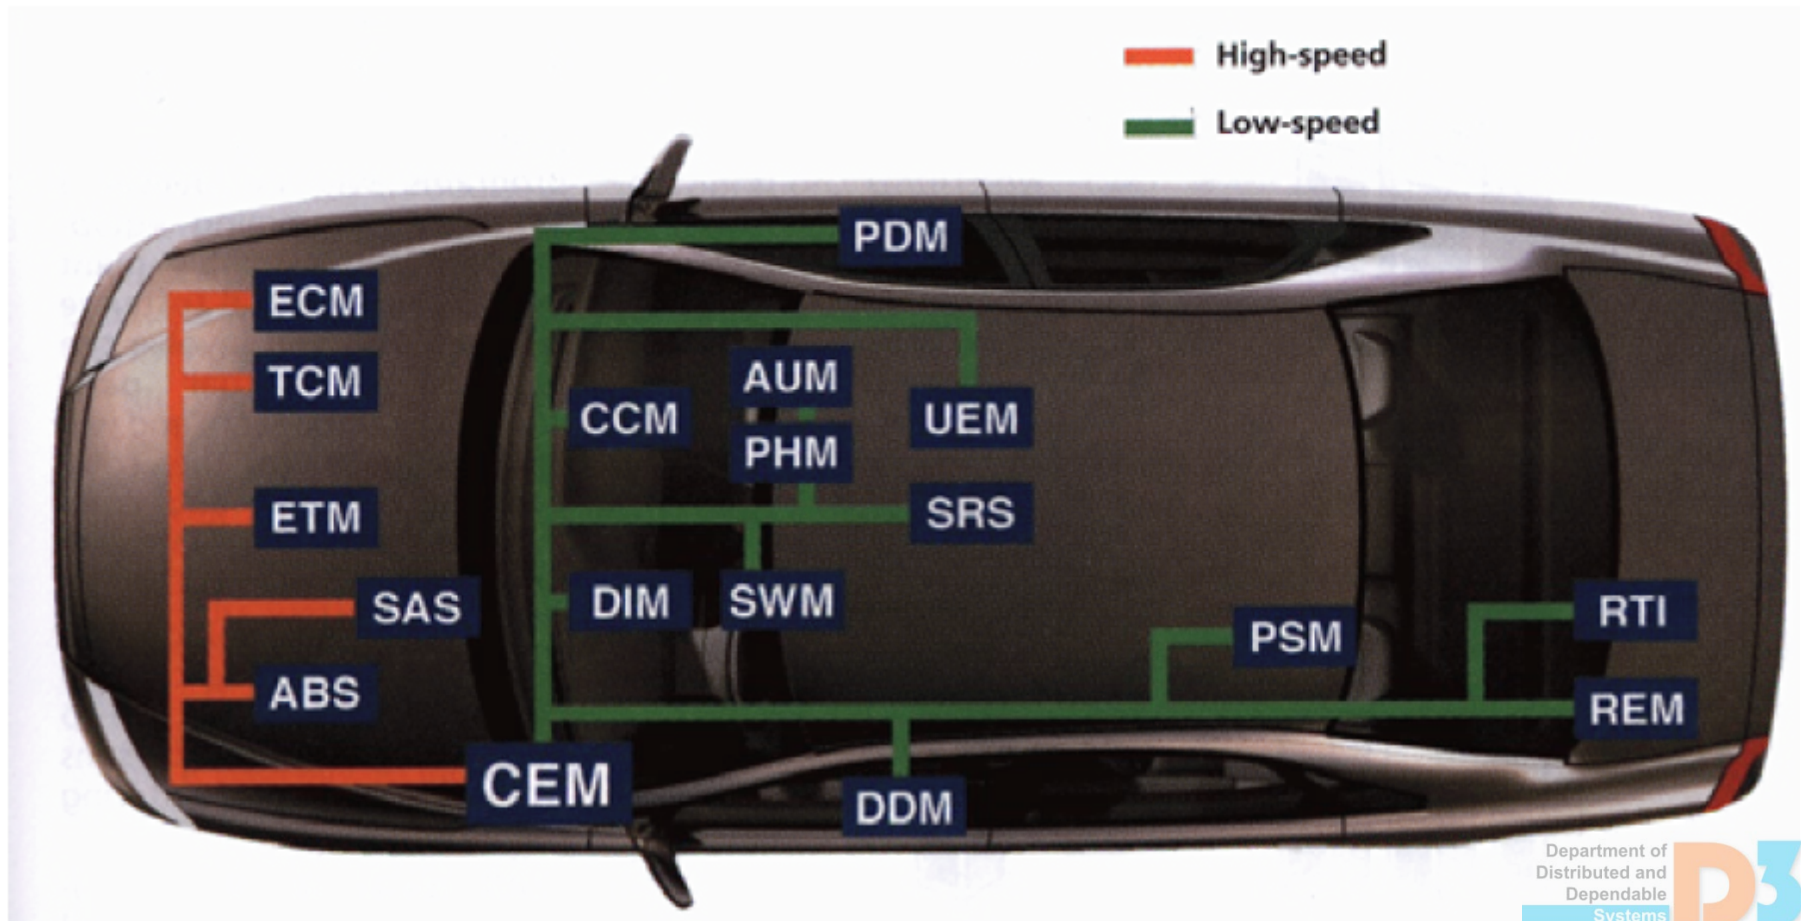 High-speed
Low-speed
PDM
ECM
TCM
AUM
CCM
UEM
PHM
ETM
SRS
SAS
DIM
SWM
PSM
RTI
ABS
REM
CEM
DDM
Department of
Distributed and
Dependable
Systems
D3